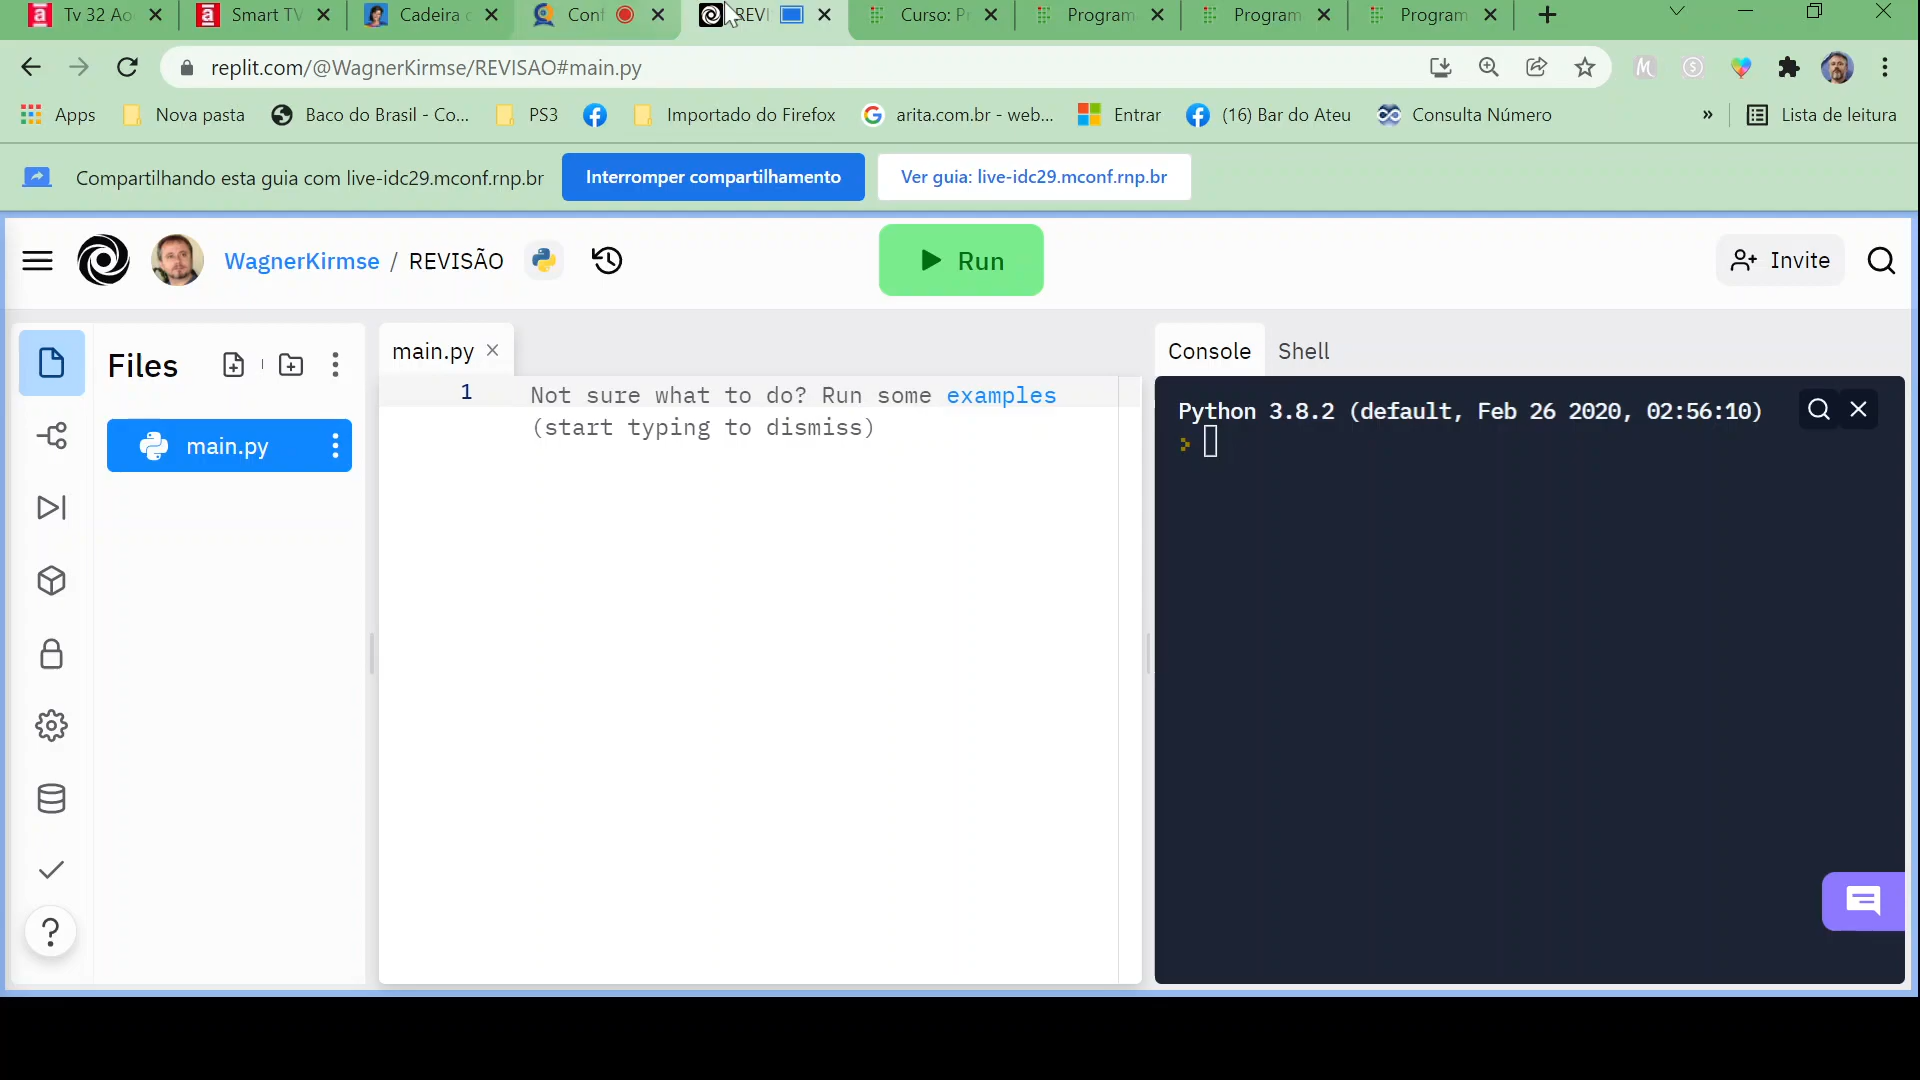 Tv 32 Ao
Smart TV
Cadeira
Conf
REVI
Curso: P
Program
Program
Program
replit.com/@WagnerKirmse/REVISAO#main.py
Apps
Nova pasta
Baco do Brasil - Co...
PS3
Importado do Firefox
arita.com.br - web...
Entrar
(16) Bar do Ateu
Consulta Número
»
Lista de leitura
Compartilhando esta guia com live-idc29.mconf.rnp.br
Interromper compartilhamento
Ver guia: live-idc29.mconf.rnp.br
WagnerKirmse / REVISÃO
Run
Invite
Files
main.py
main.py
1
Not sure what to do? Run some examples
(start typing to dismiss)
Console
Shell
Python 3.8.2 (default, Feb 26 2020, 02:56:10)
>